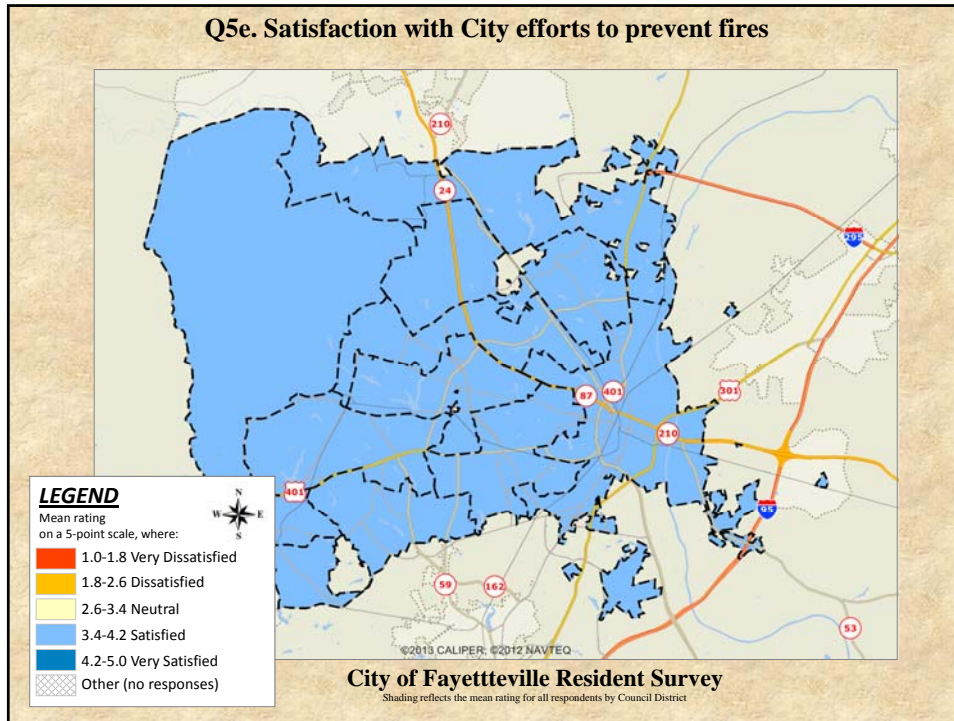 Q5e. Satisfaction with City efforts to prevent fires
210
24
295
87
401
301
210
401
95
59
162
53
LEGEND
Mean rating
on a 5-point scale, where:
1.0-1.8 Very Dissatisfied
1.8-2.6 Dissatisfied
2.6-3.4 Neutral
3.4-4.2 Satisfied
4.2-5.0 Very Satisfied
Other (no responses)
N
W E
S
©2013 CALIPER; ©2012 NAVTEQ
City of Fayettteville Resident Survey
Shading reflects the mean rating for all respondents by Council District